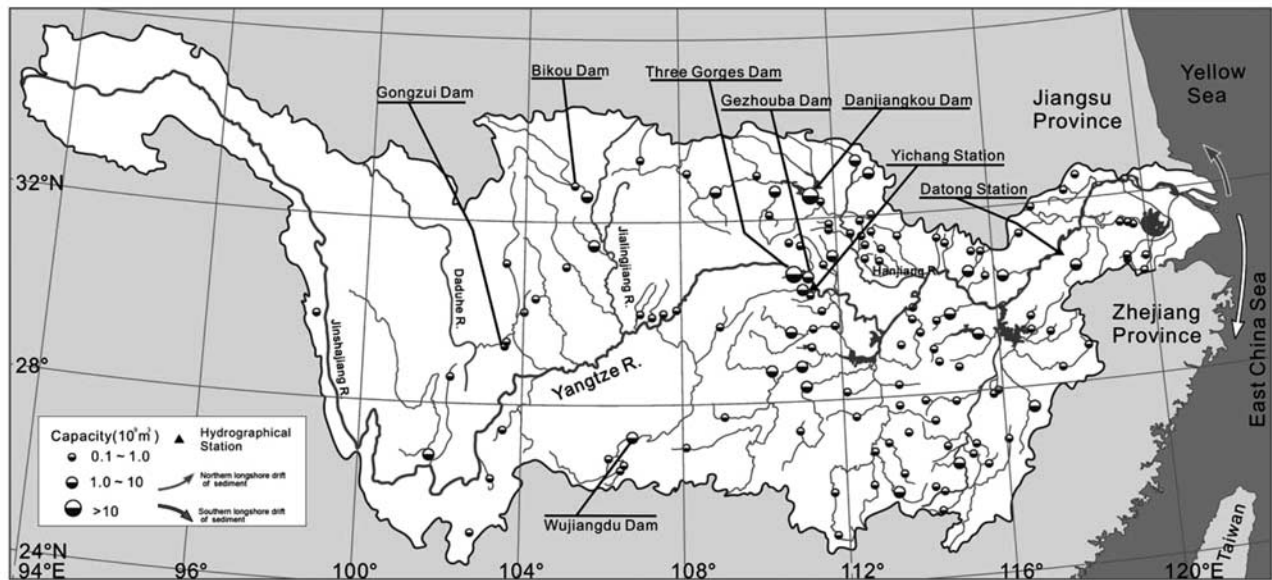 Bikou Dam
Three Gorges Dam
Gongzui Dam
Gezhouba Dam
Danjiangkou Dam
Yellow
Sea
Jiangsu
Province
Yichang Station
Datong Station
32°N
Jialingjiang R.
Daduhe R.
Hanjiang R.
Jinshajiang R.
Zhejiang
Province
East China Sea
28°N
Yangtze R.
Capacity(10⁹m³)
Hydrographical
Station
0.1 ~ 1.0
1.0 ~ 10
Northern longshore drift
of sediment
>10
Southern longshore drift
of sediment
Wujiangdu Dam
Taiwan
24°N
94°E
96°
100°
104°
108°
112°
116°
120°E